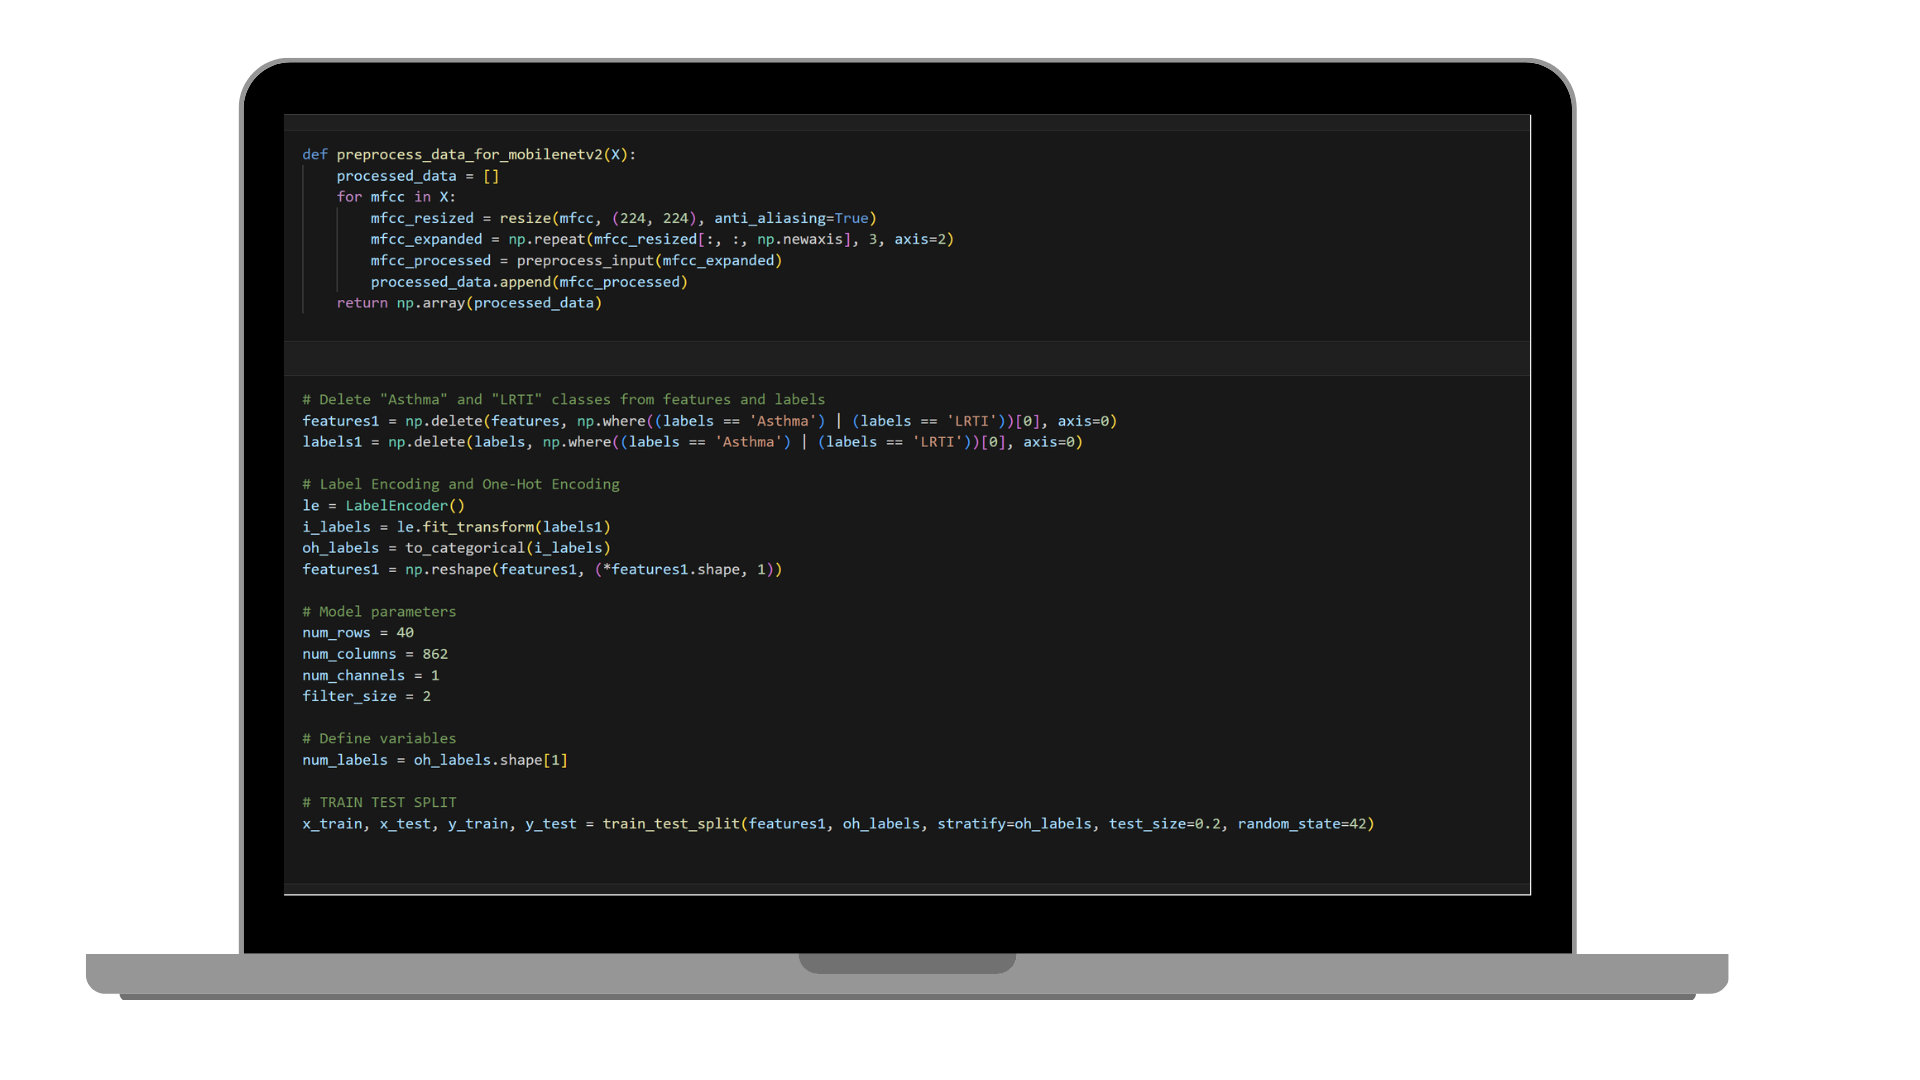 def preprocess_data_for_mobilenetv2(X):
    processed_data = []
    for mfcc in X:
        mfcc_resized = resize(mfcc, (224, 224), anti_aliasing=True)
        mfcc_expanded = np.repeat(mfcc_resized[:, :, np.newaxis], 3, axis=2)
        mfcc_processed = preprocess_input(mfcc_expanded)
        processed_data.append(mfcc_processed)
    return np.array(processed_data)
# Delete "Asthma" and "LRTI" classes from features and labels
features1 = np.delete(features, np.where((labels == 'Asthma') | (labels == 'LRTI'))[0], axis=0)
labels1 = np.delete(labels, np.where((labels == 'Asthma') | (labels == 'LRTI'))[0], axis=0)
# Label Encoding and One-Hot Encoding
le = LabelEncoder()
i_labels = le.fit_transform(labels1)
oh_labels = to_categorical(i_labels)
features1 = np.reshape(features1, (*features1.shape, 1))
# Model parameters
num_rows = 40
num_columns = 862
num_channels = 1
filter_size = 2
# Define variables
num_labels = oh_labels.shape[1]
# TRAIN TEST SPLIT
x_train, x_test, y_train, y_test = train_test_split(features1, oh_labels, stratify=oh_labels, test_size=0.2, random_state=42)